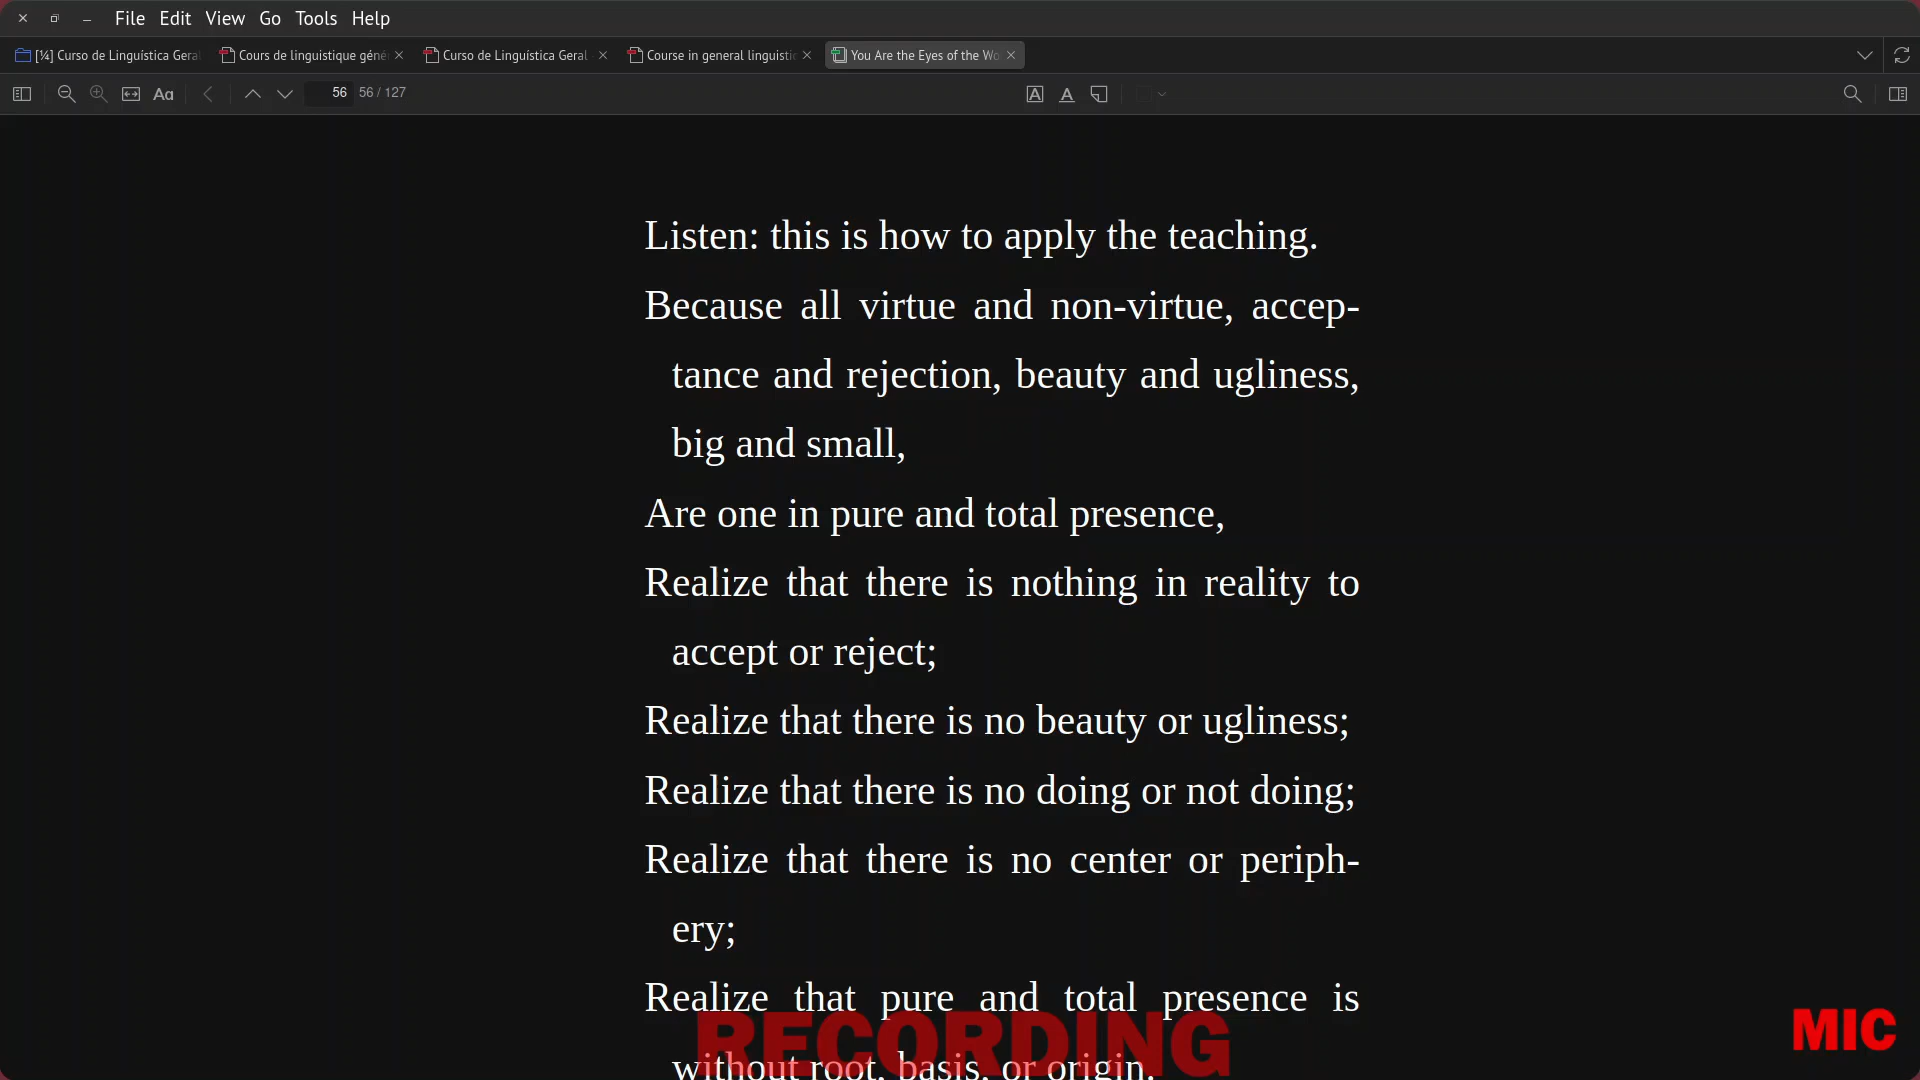 File Edit View Go Tools Help
[¼] Curso de Linguística Gera
Cours de linguistique géné
Curso de Linguística Geral
Course in general linguistic
You Are the Eyes of the Wo
Aa
56 56 / 127
Listen: this is how to apply the teaching.
Because all virtue and non-virtue, accep-
tance and rejection, beauty and ugliness,
big and small,
Are one in pure and total presence,
Realize that there is nothing in reality to
accept or reject;
Realize that there is no beauty or ugliness;
Realize that there is no doing or not doing;
Realize that there is no center or periph-
ery;
Realize that pure and total presence is
without root, basis, or origin.
RECORDING
MIC